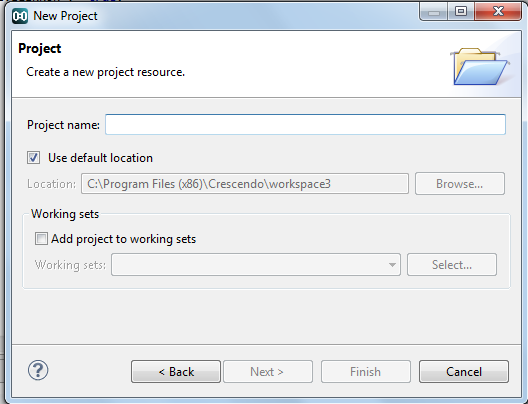 New Project
Project
Create a new project resource.
Project name:
Use default location
Location: C:\Program Files (x86)\Crescendo\workspace3 Browse...
Working sets
Add project to working sets
Working sets: Select...
? < Back Next > Finish Cancel